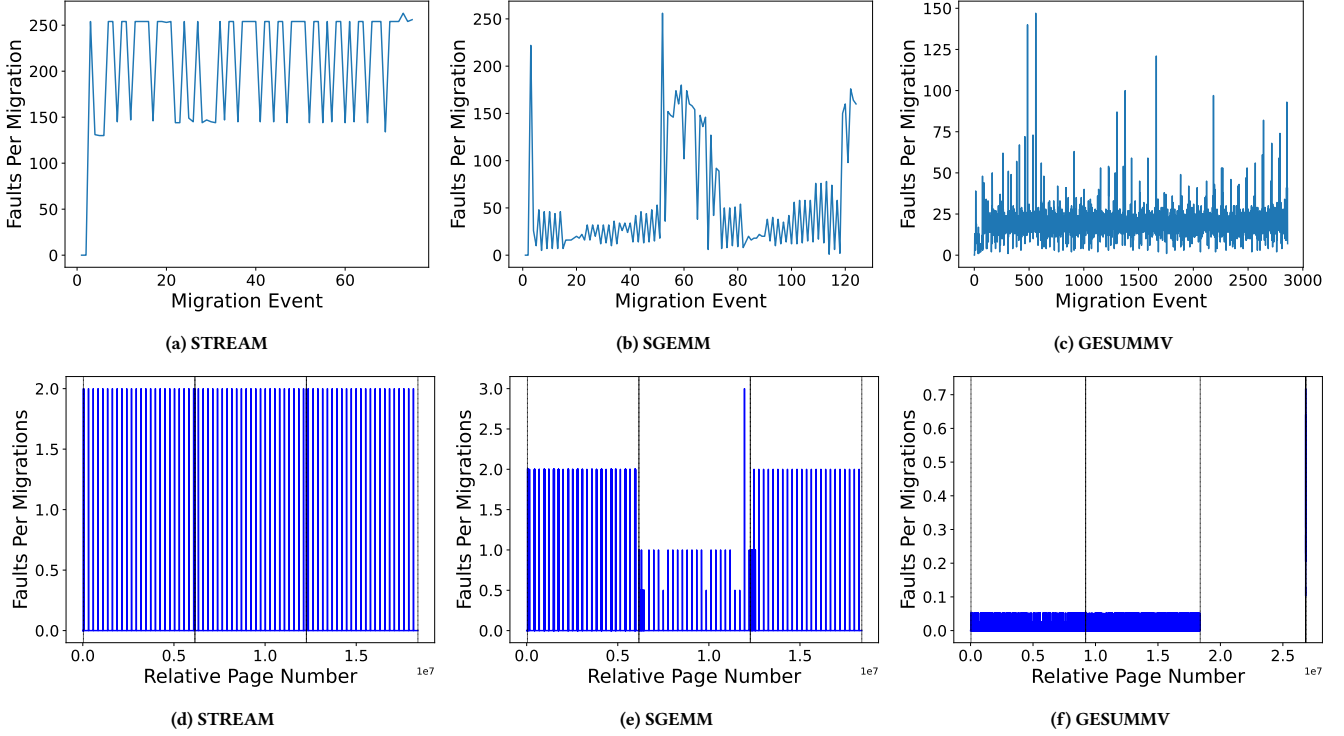 250
200
150
100
50
0
Faults Per Migration
0 20 40 60
Migration Event
(a) STREAM
250
200
150
100
50
0
Faults Per Migration
0 20 40 60 80 100 120
Migration Event
(b) SGEMM
150
125
100
75
50
25
0
Faults Per Migration
0 500 1000 1500 2000 2500 3000
Migration Event
(c) GESUMMV
2.0
1.5
1.0
0.5
0.0
Faults Per Migrations
0.0 0.5 1.0 1.5
1e7
Relative Page Number
(d) STREAM
3.0
2.5
2.0
1.5
1.0
0.5
0.0
Faults Per Migrations
0.0 0.5 1.0 1.5
1e7
Relative Page Number
(e) SGEMM
0.7
0.6
0.5
0.4
0.3
0.2
0.1
0.0
Faults Per Migrations
0.0 0.5 1.0 1.5 2.0 2.5
1e7
Relative Page Number
(f) GESUMMV